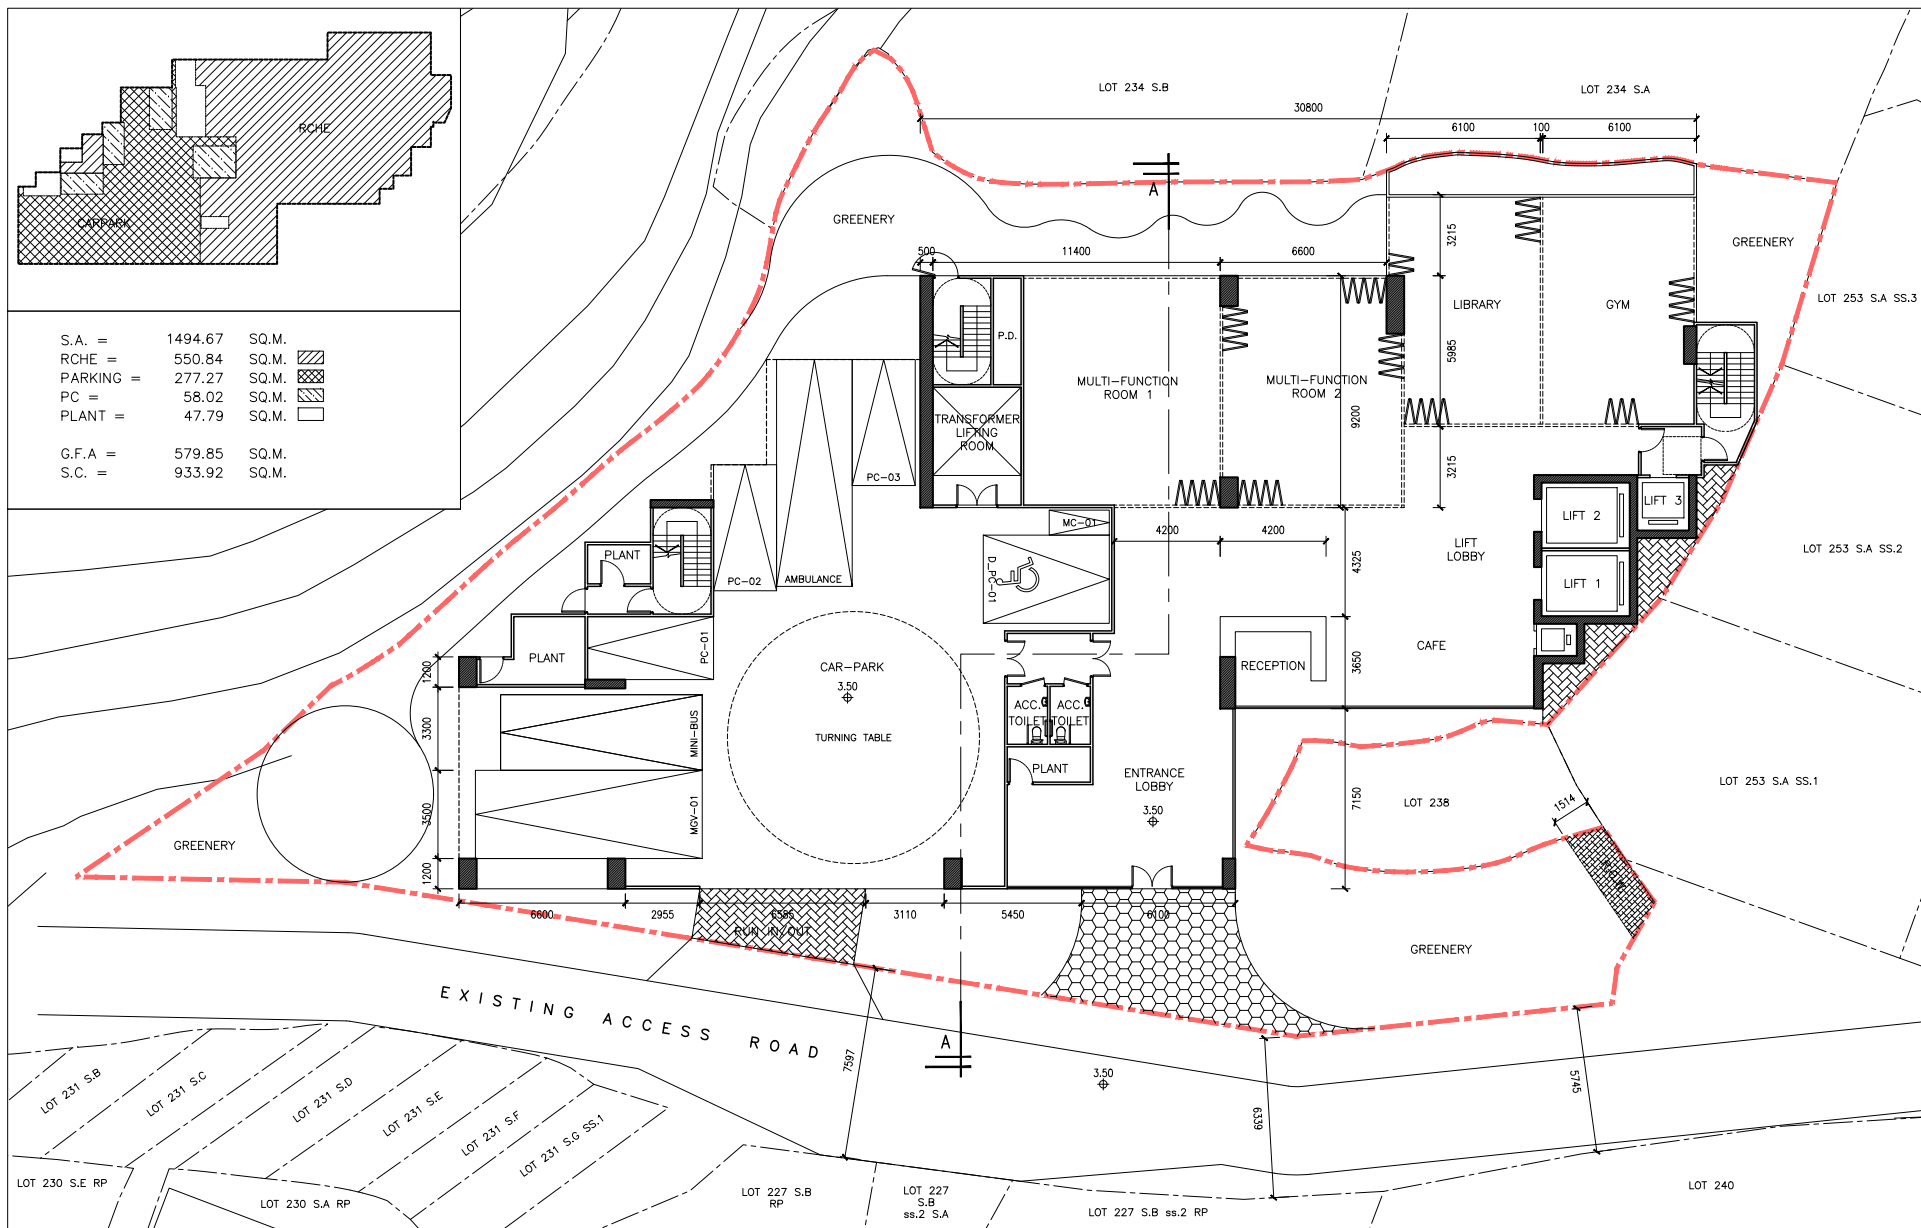 RCHE
CARPARK
S.A. = 1494.67 SQ.M.
RCHE = 550.84 SQ.M.
PARKING = 277.27 SQ.M.
PC = 58.02 SQ.M.
PLANT = 47.79 SQ.M.
G.F.A = 579.85 SQ.M.
S.C. = 933.92 SQ.M.
LOT 234 S.B
LOT 234 S.A
30800
6100 100 6100
A
GREENERY
GREENERY
500 11400 6600
3215
LIBRARY
GYM
LOT 253 S.A SS.3
P.D.
5985
MULTI-FUNCTION
ROOM 1
MULTI-FUNCTION
ROOM 2
9200
TRANSFORMER
LIFTING
ROOM
3215
PC-03
LIFT 3
LIFT 2
MC-01
4200 4200
LIFT
LOBBY
LOT 253 S.A SS.2
4325
PLANT
PC-02
AMBULANCE
D_PC-01
LIFT 1
PC-01
PLANT
CAR-PARK
3.50
RECEPTION
CAFE
3650
1200
3300
3500
1200
MINI-BUS
MGV-01
TURNING TABLE
ACC.
TOILET
ACC.
TOILET
PLANT
ENTRANCE
LOBBY
3.50
7150
LOT 238
1514
LOT 253 S.A SS.1
R.O.W.
GREENERY
6600 2955 6585 3110 5450 6100
RUN IN/OUT
GREENERY
EXISTING ACCESS ROAD
A
7597
3.50
6339
5745
LOT 231 S.B
LOT 231 S.C
LOT 231 S.D
LOT 231 S.E
LOT 231 S.F
LOT 231 S.G SS.1
LOT 230 S.E RP
LOT 230 S.A RP
LOT 227 S.B
RP
LOT 227
S.B
ss.2 S.A
LOT 227 S.B ss.2 RP
LOT 240